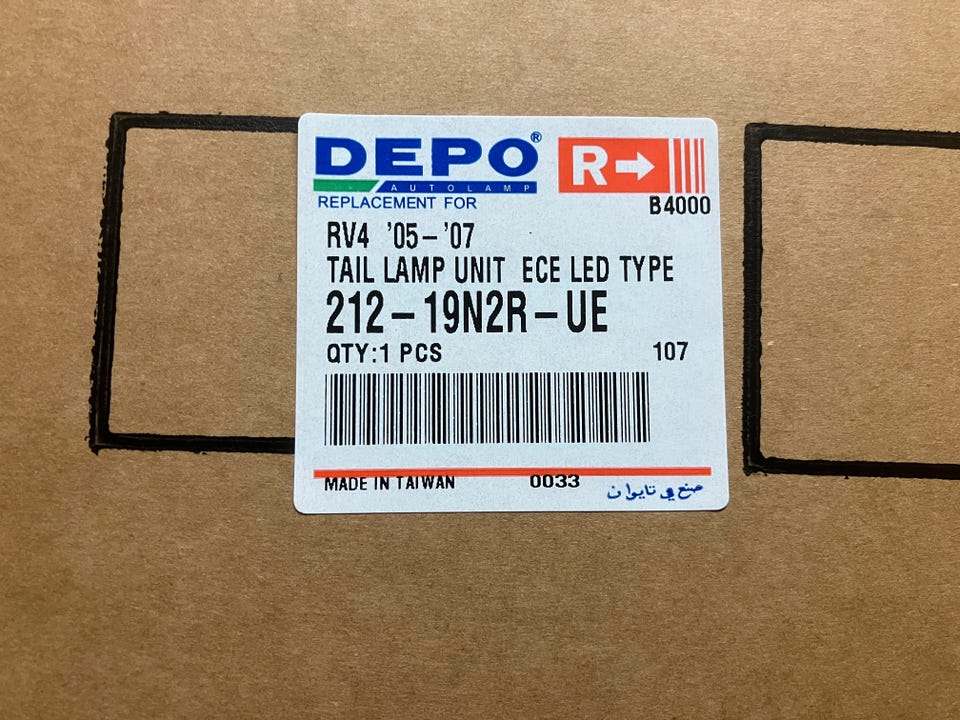 DEPO®
AUTOLAMP
R→
REPLACEMENT FOR
B4000
RV4 '05-'07
TAIL LAMP UNIT ECE LED TYPE
212-19N2R-UE
QTY:1 PCS 107
MADE IN TAIWAN 0033 صنع في تايوان